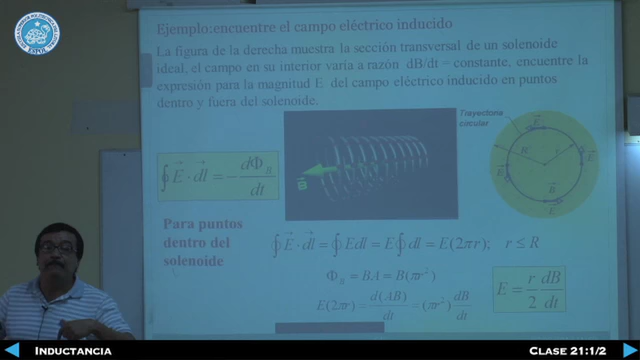 Ejemplo:encuentre el campo eléctrico inducido
La figura de la derecha muestra la sección transversal de un solenoide
ideal, el campo en su interior varía a razón dB/dt = constante, encuentre la
expresión para la magnitud E del campo eléctrico inducido en puntos
dentro y fuera del solenoide.
Trayectoria
circular
∮E⃗·dl⃗ = −dΦ_B/dt
B⃗
R
r
E⃗
E⃗
E⃗
B⃗
E⃗
Para puntos
dentro del
solenoide
∮E⃗·dl⃗ = ∮Edl = E∮dl = E(2πr); r ≤ R
Φ_B = BA = B(πr²)
E(2πr) = d(AB)/dt = (πr²) dB/dt
E = r/2 dB/dt
ESPOL
INDUCTANCIA
CLASE 21:1/2